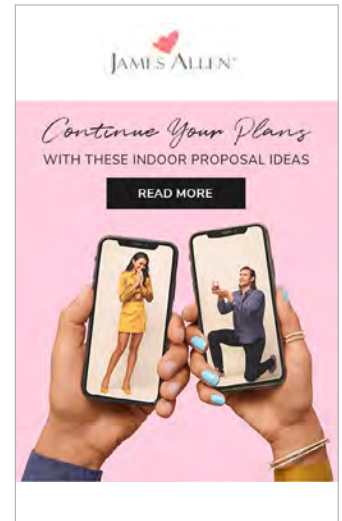 JAMES ALLEN®
Continue Your Plans
WITH THESE INDOOR PROPOSAL IDEAS
READ MORE